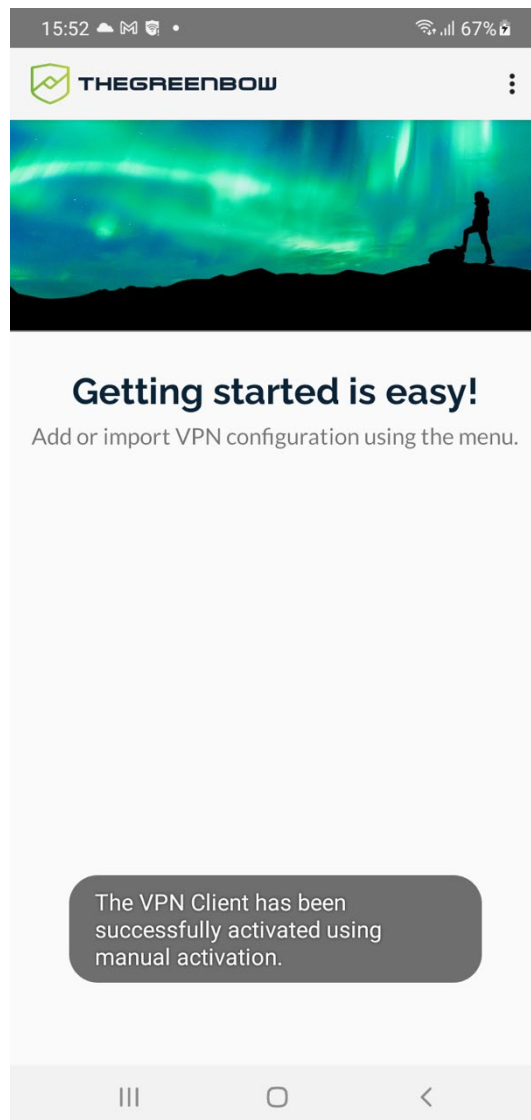 15:52 67%
THEGREENBOW
Getting started is easy!
Add or import VPN configuration using the menu.
The VPN Client has been
successfully activated using
manual activation.